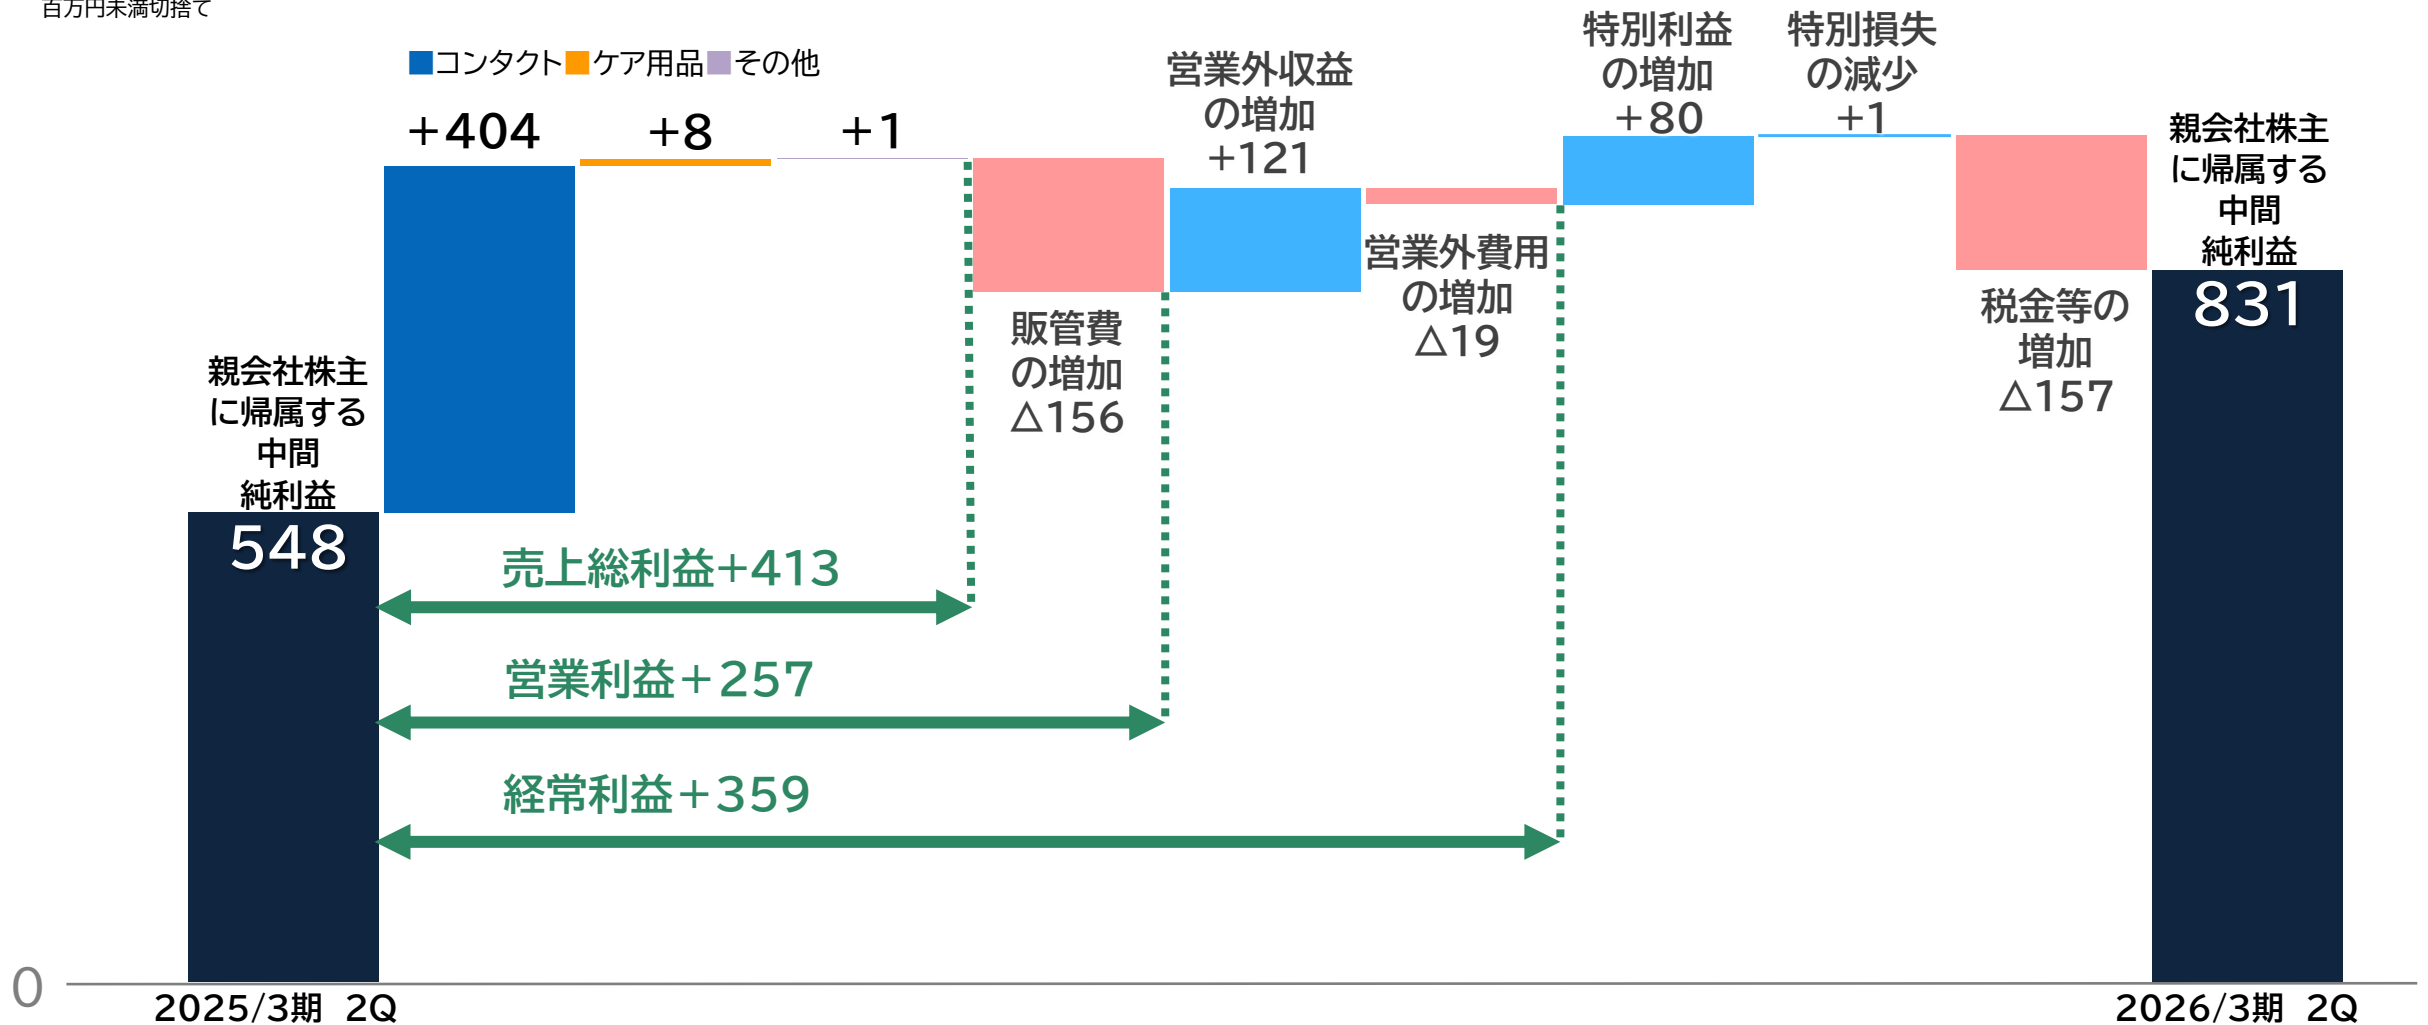 百万円未満切捨て
コンタクト ケア用品 その他
+404
+8
+1
営業外収益
の増加
+121
特別利益
の増加
+80
特別損失
の減少
+1
親会社株主
に帰属する
中間
純利益
831
営業外費用
の増加
△19
販管費
の増加
△156
税金等の
増加
△157
親会社株主
に帰属する
中間
純利益
548
売上総利益+413
営業利益+257
経常利益+359
0
2025/3期 2Q
2026/3期 2Q